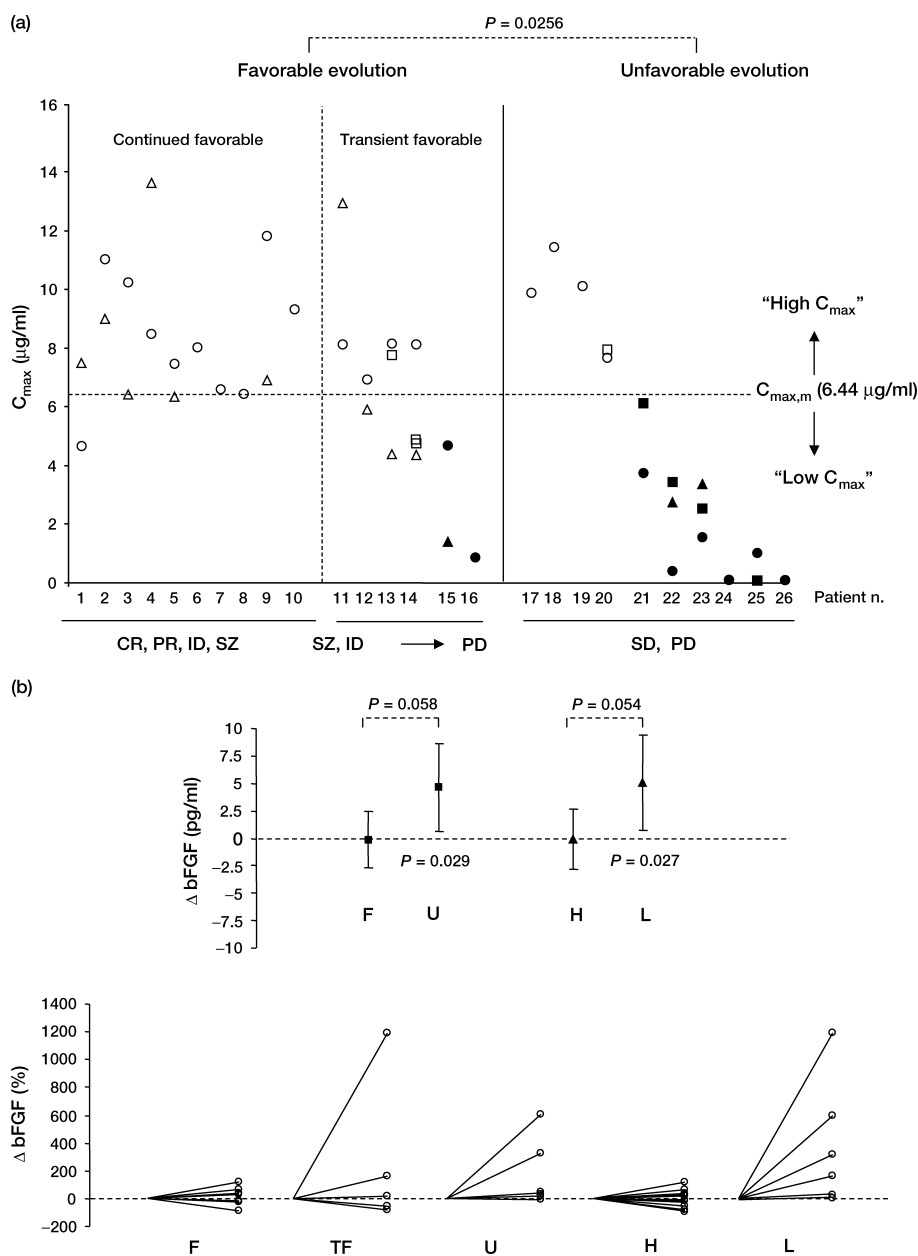 (a)
P = 0.0256
Favorable evolution
Unfavorable evolution
16
14
12
10
8
6
4
2
0
Cmax (μg/ml)
Continued favorable
Transient favorable
“High Cmax”
Cmax,m (6.44 μg/ml)
“Low Cmax”
1 2 3 4 5 6 7 8 9 10 11 12 13 14 15 16 17 18 19 20 21 22 23 24 25 26 Patient n.
CR, PR, ID, SZ
SZ, ID
PD
SD, PD
(b)
P = 0.058
P = 0.054
10
7.5
5
2.5
0
−2.5
−5
−7.5
−10
Δ bFGF (pg/ml)
P = 0.029
P = 0.027
F
U
H
L
1400
1200
1000
800
600
400
200
0
−200
Δ bFGF (%)
F
TF
U
H
L